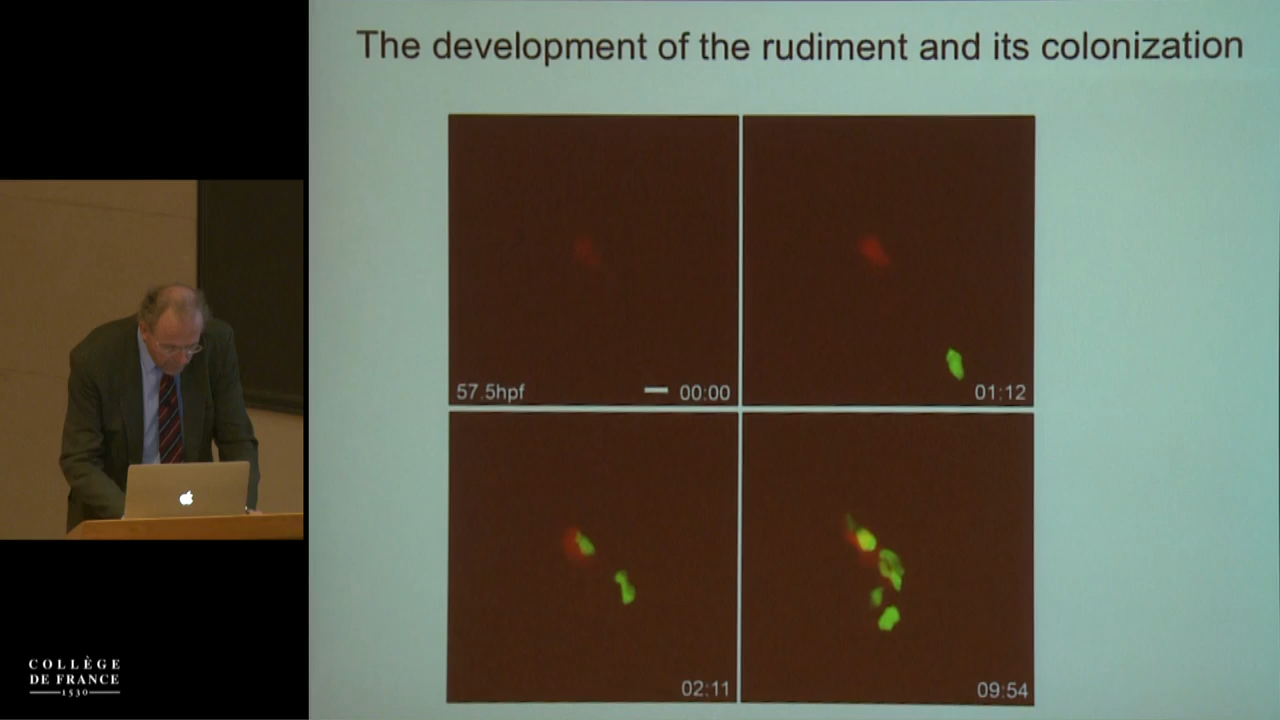 The development of the rudiment and its colonization
57.5hpf
00:00
01:12
02:11
09:54
COLLÈGE
DE FRANCE
1530